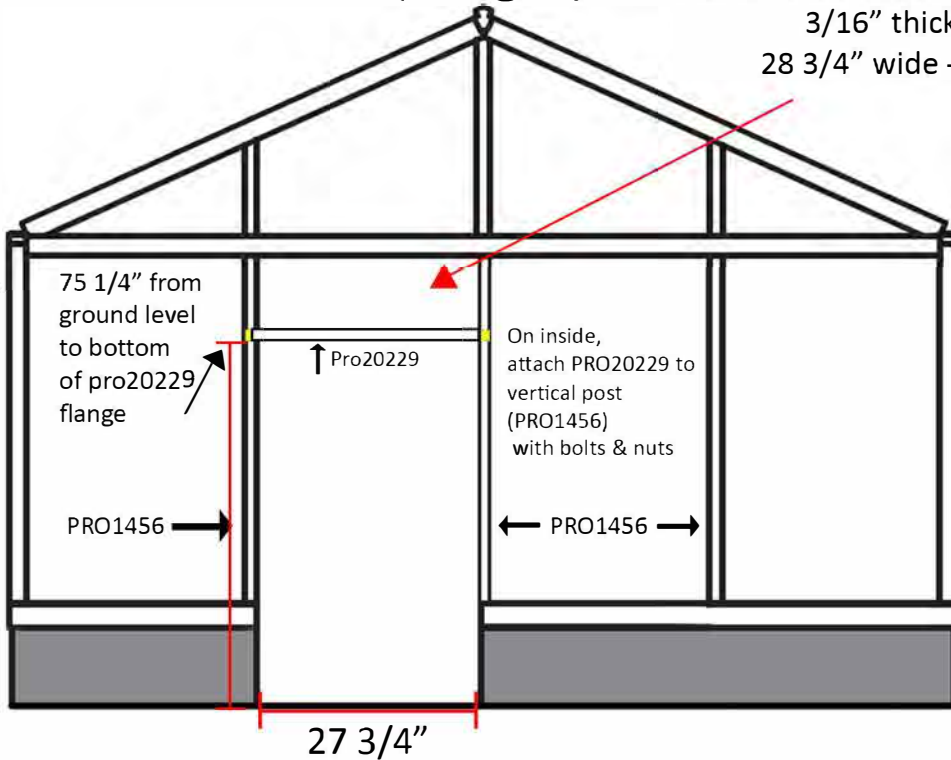 3/16” thick
28 3/4” wide -
75 1/4” from
ground level
to bottom
of pro20229
flange
Pro20229
On inside,
attach PRO20229 to
vertical post
(PRO1456)
with bolts & nuts
PRO1456
PRO1456
27 3/4”